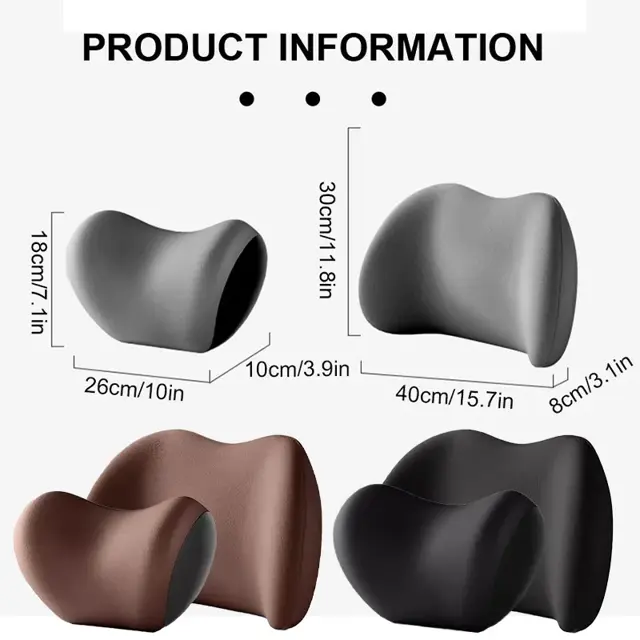 PRODUCT INFORMATION
18cm/7.1in
26cm/10in
10cm/3.9in
30cm/11.8in
40cm/15.7in
8cm/3.1in